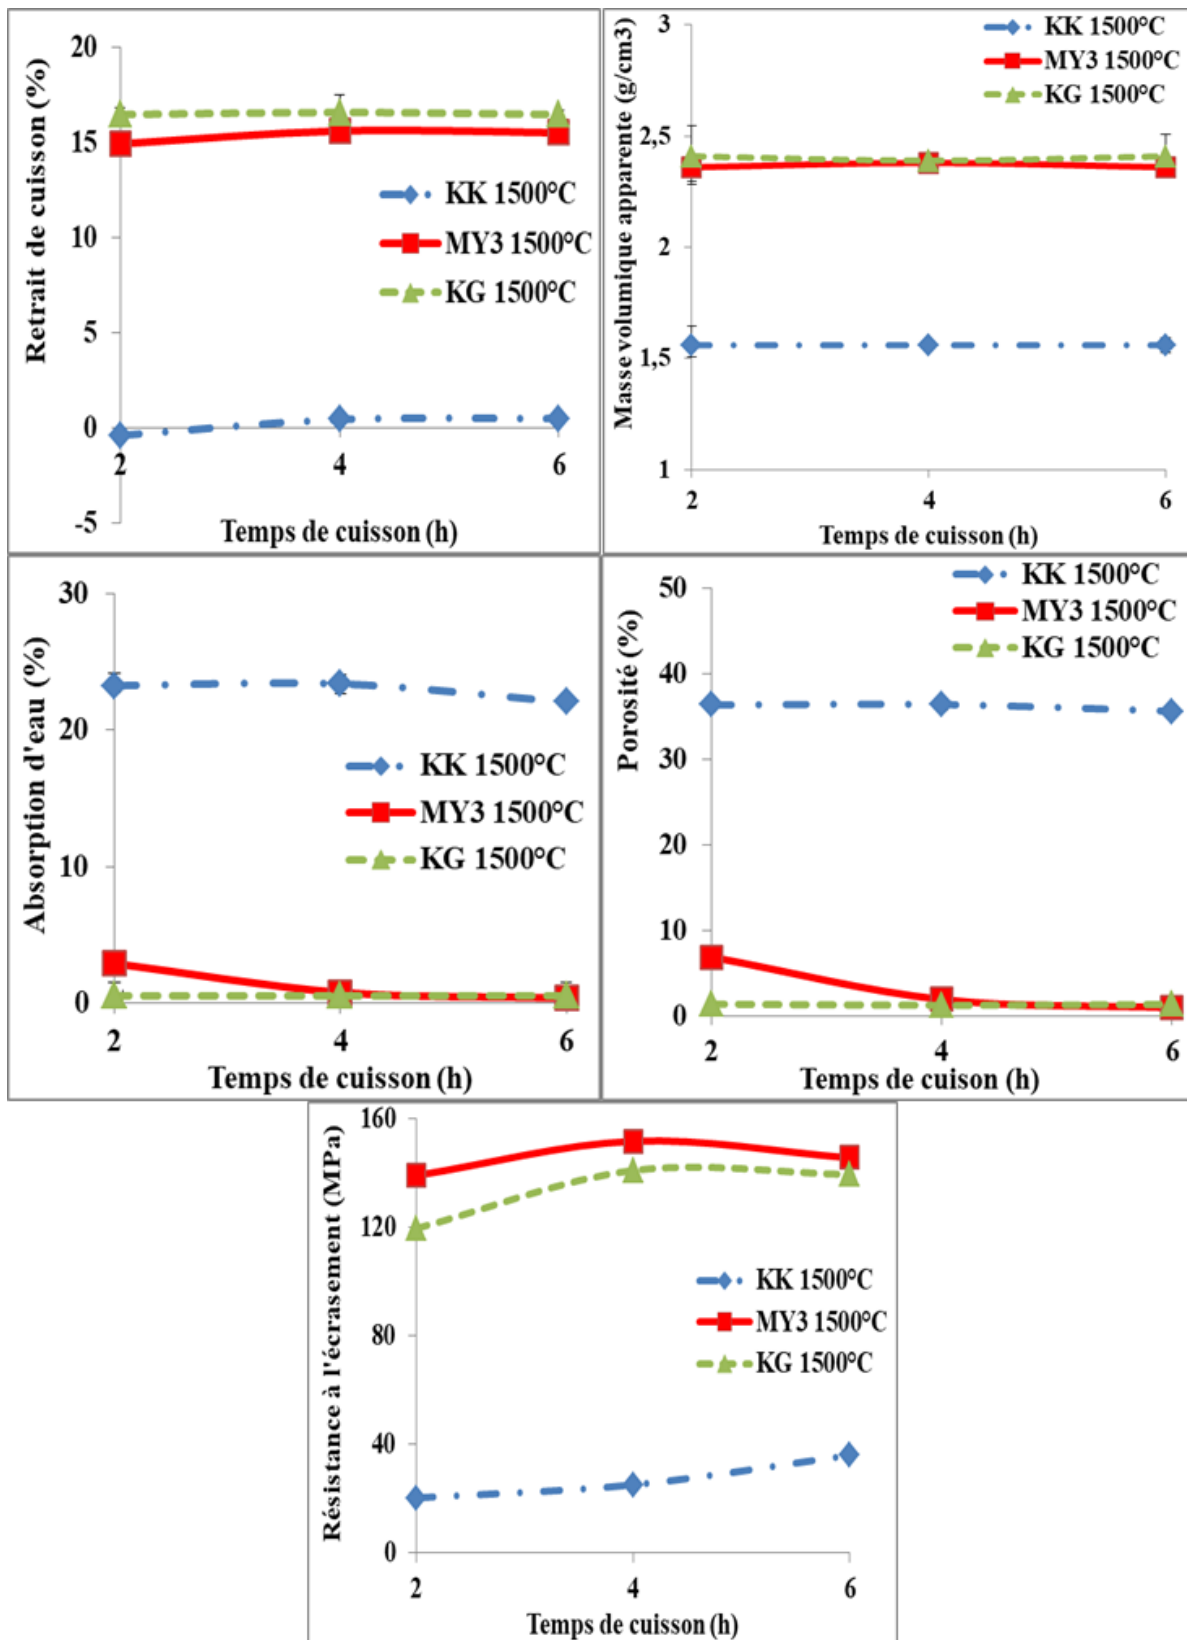 Retrait de cuisson (%)
20
15
10
5
0
-5
2
4
6
KK 1500°C
MY3 1500°C
KG 1500°C
Temps de cuisson (h)
Masse volumique apparente (g/cm3)
3
2,5
2
1,5
1
2
4
6
KK 1500°C
MY3 1500°C
KG 1500°C
Temps de cuisson (h)
Absorption d'eau (%)
30
20
10
0
2
4
6
KK 1500°C
MY3 1500°C
KG 1500°C
Temps de cuisson (h)
Porosité (%)
50
40
30
20
10
0
2
4
6
KK 1500°C
MY3 1500°C
KG 1500°C
Temps de cuison (h)
Résistance à l'écrasement (MPa)
160
120
80
40
0
2
4
6
KK 1500°C
MY3 1500°C
KG 1500°C
Temps de cuisson (h)